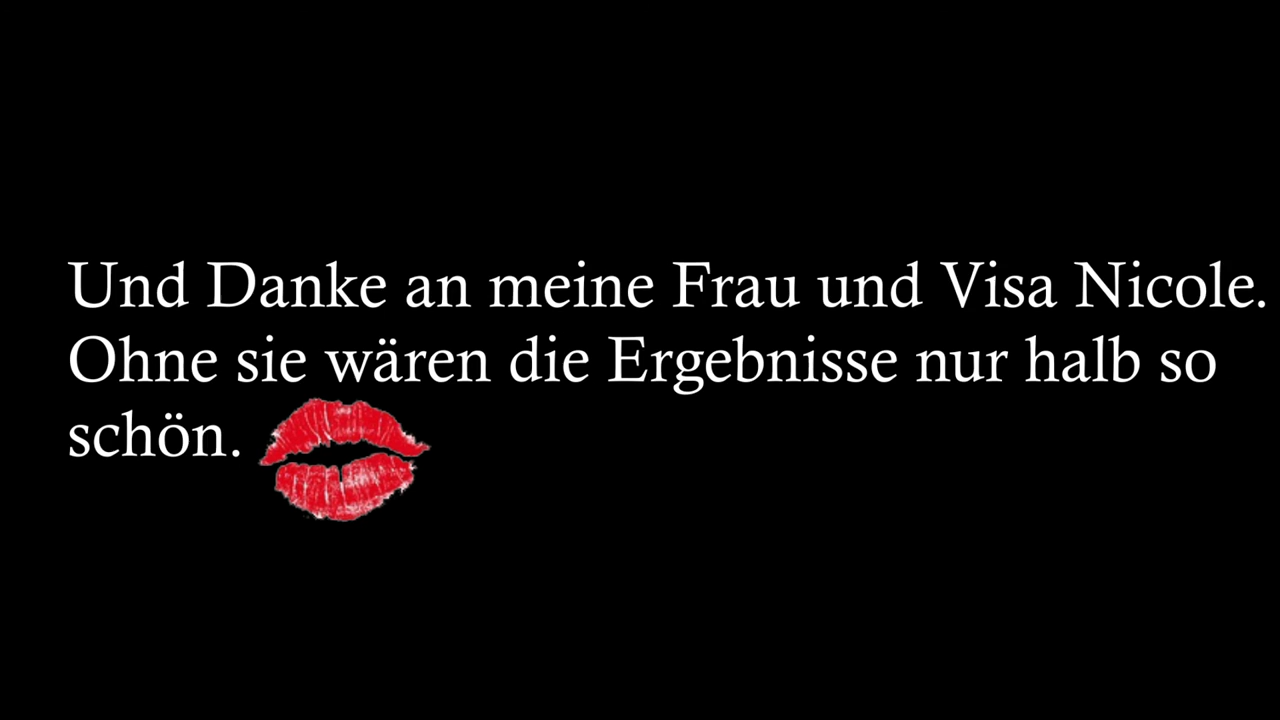 Und Danke an meine Frau und Visa Nicole.
Ohne sie wären die Ergebnisse nur halb so
schön.